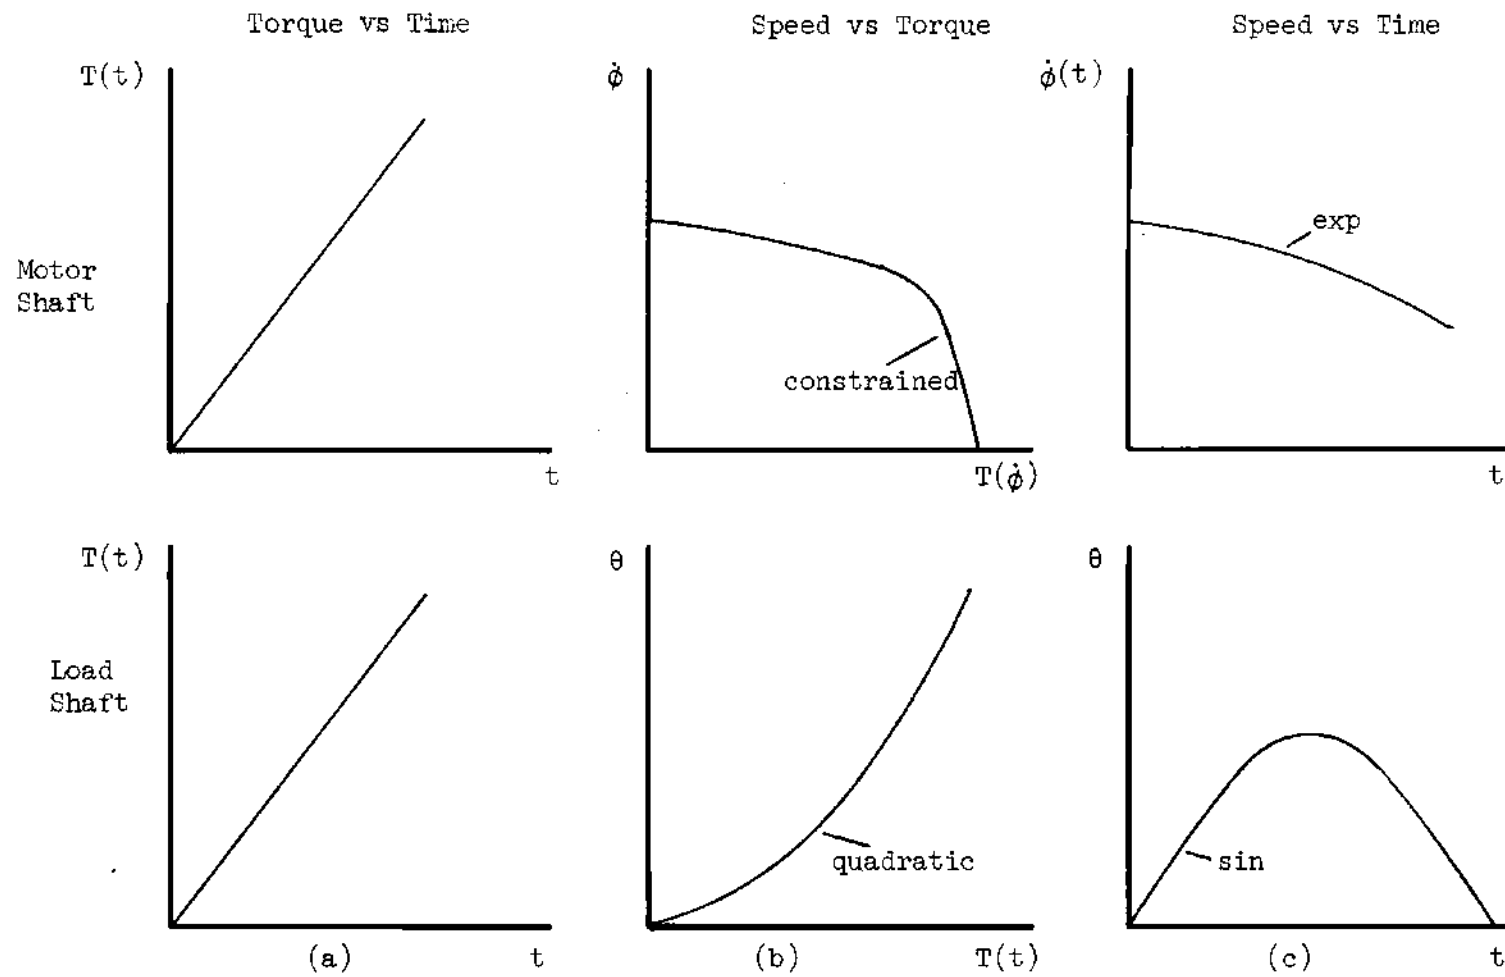 Torque vs Time
Speed vs Torque
Speed vs Time
T(t)
ϕ̇
ϕ̇(t)
exp
Motor
Shaft
constrained
t
T(ϕ̇)
t
T(t)
θ
θ
Load
Shaft
quadratic
sin
(a)
t
(b)
T(t)
(c)
t